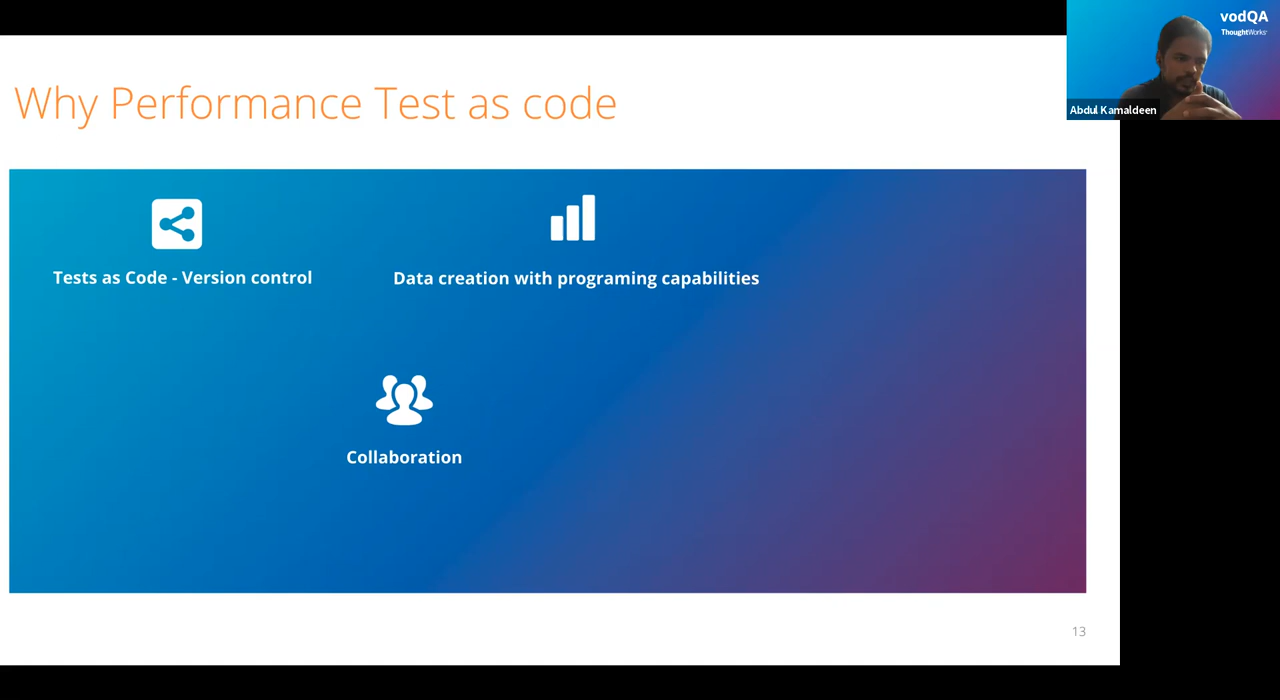 vodQA
ThoughtWorks
Abdul Kamaldeen
Why Performance Test as code
Tests as Code - Version control
Data creation with programing capabilities
Collaboration
13